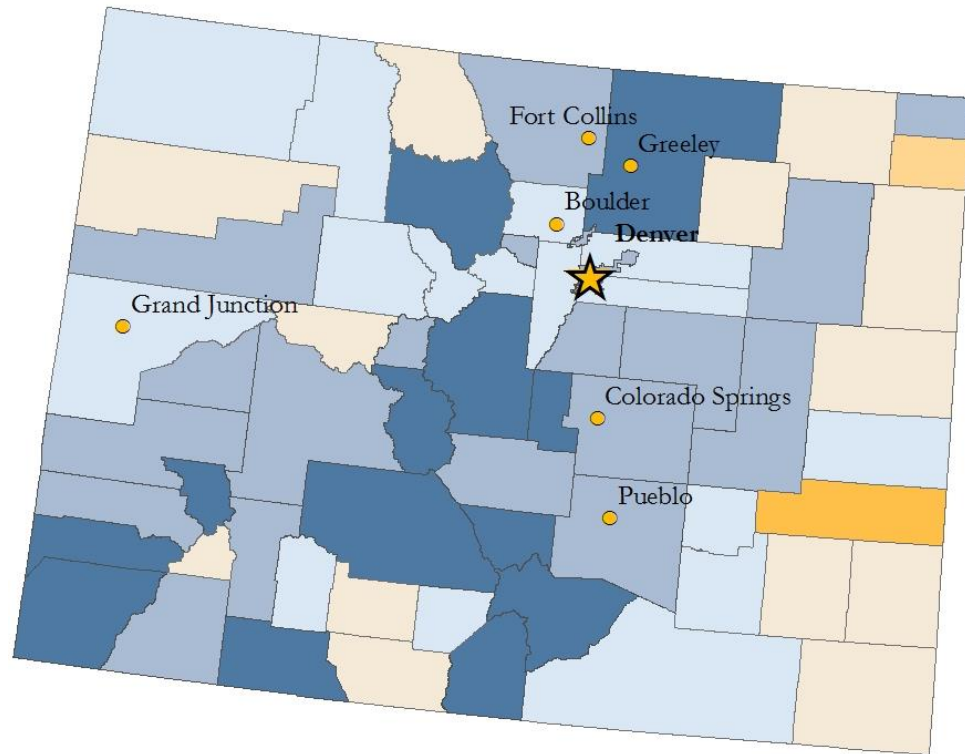 Fort Collins
Greeley
Boulder
Denver
Grand Junction
Colorado Springs
Pueblo